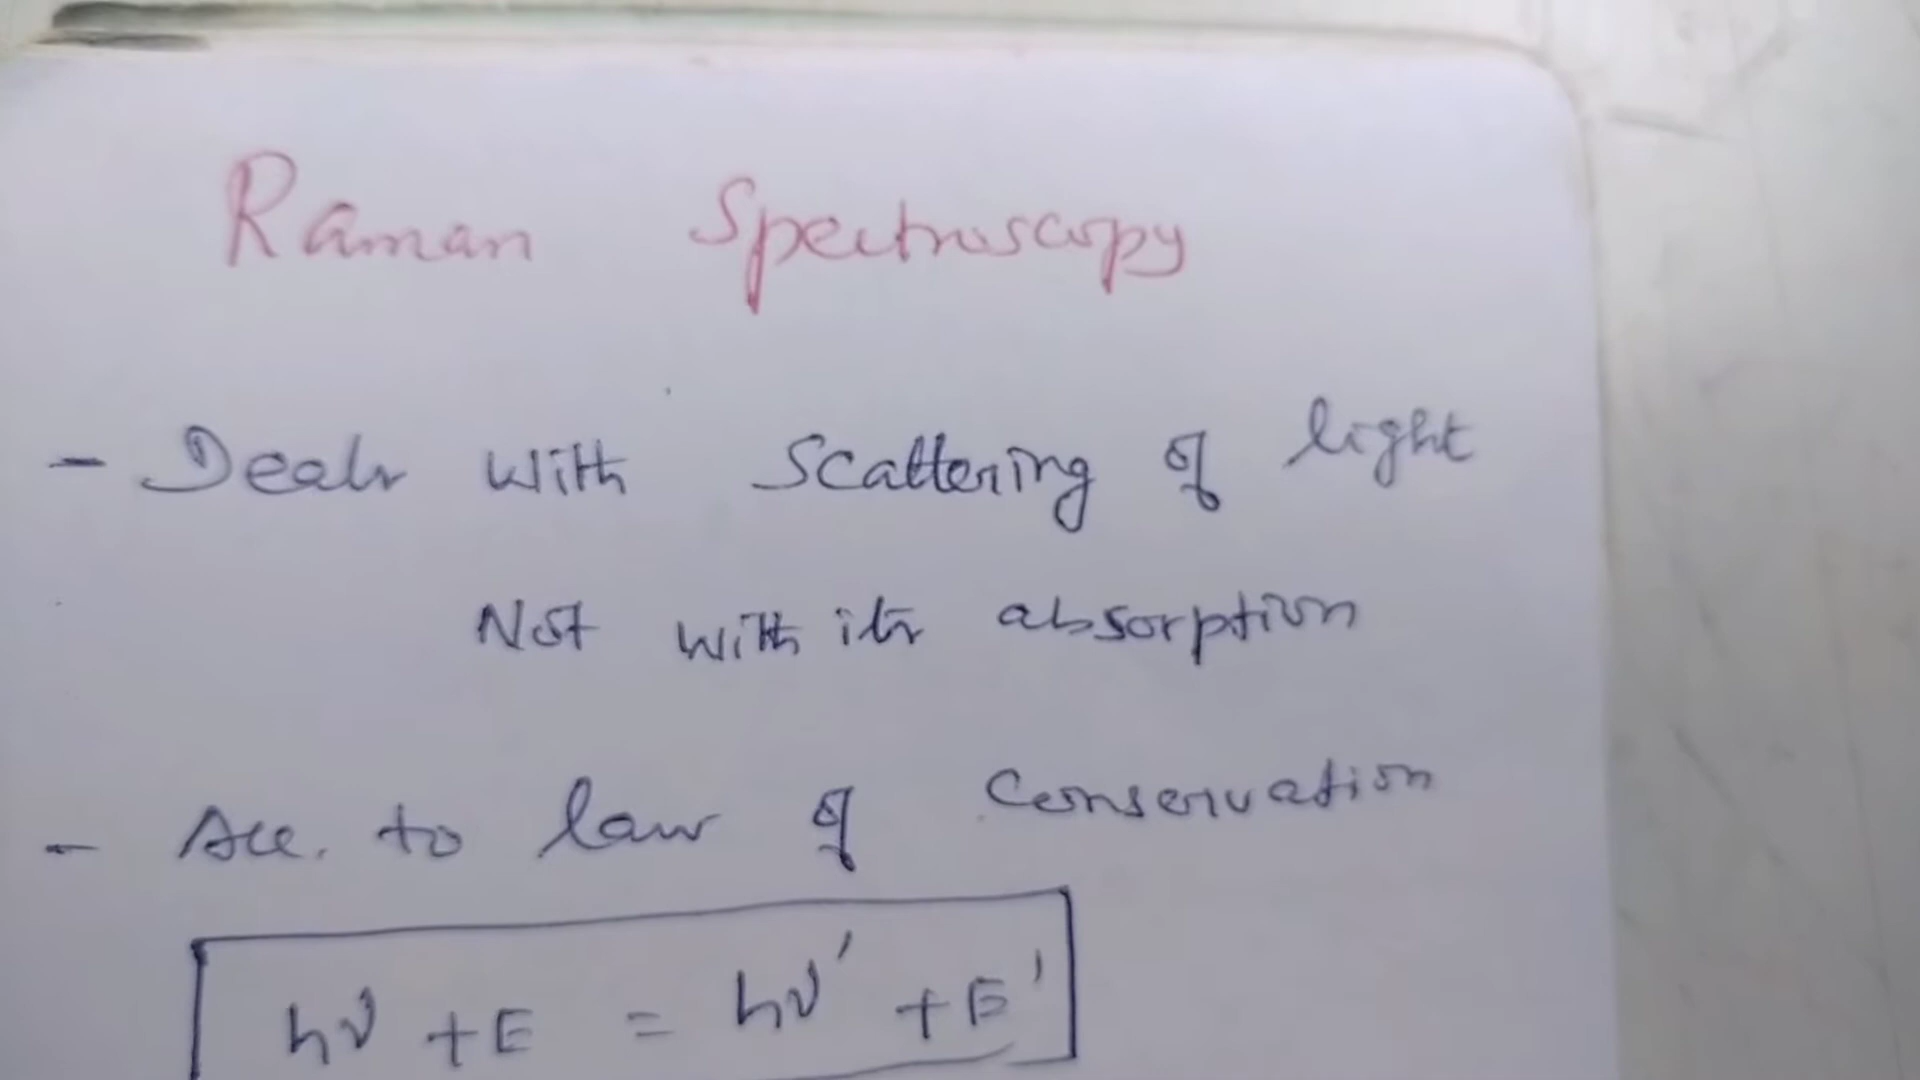 Raman Spectroscopy
- Deals with Scattering of light
Not with its absorption
- Acc. to law of Conservation
hν + E = hν' + E'